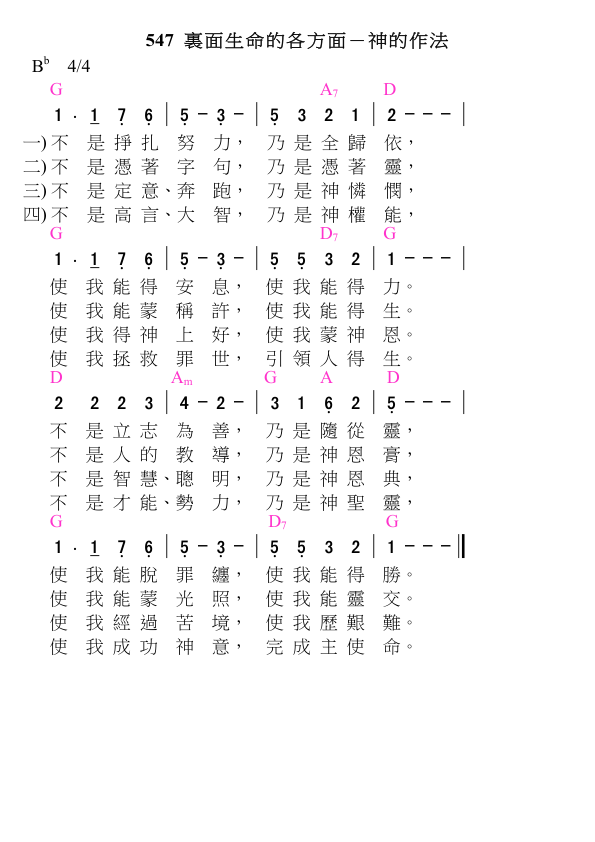 547 裏面生命的各方面－神的作法
Bb 4/4
G A7 D
1 . 1 7 6 | 5 － 3 － | 5 3 2 1 | 2 － － － |
一) 不 是 掙 扎 努 力， 乃 是 全 歸 依，
二) 不 是 憑 著 字 句， 乃 是 憑 著 靈，
三) 不 是 定 意、奔 跑， 乃 是 神 憐 憫，
四) 不 是 高 言、大 智， 乃 是 神 權 能，
G D7 G
1 . 1 7 6 | 5 － 3 － | 5 5 3 2 | 1 － － － |
使 我 能 得 安 息， 使 我 能 得 力。
使 我 能 蒙 稱 許， 使 我 能 得 生。
使 我 得 神 上 好， 使 我 蒙 神 恩。
使 我 拯 救 罪 世， 引 領 人 得 生。
D Am G A D
2 2 2 3 | 4 － 2 － | 3 1 6 2 | 5 － － － |
不 是 立 志 為 善， 乃 是 隨 從 靈，
不 是 人 的 教 導， 乃 是 神 恩 膏，
不 是 智 慧、聰 明， 乃 是 神 恩 典，
不 是 才 能、勢 力， 乃 是 神 聖 靈，
G D7 G
1 . 1 7 6 | 5 － 3 － | 5 5 3 2 | 1 － － － ‖
使 我 能 脫 罪 纏， 使 我 能 得 勝。
使 我 能 蒙 光 照， 使 我 能 靈 交。
使 我 經 過 苦 境， 使 我 歷 艱 難。
使 我 成 功 神 意， 完 成 主 使 命。